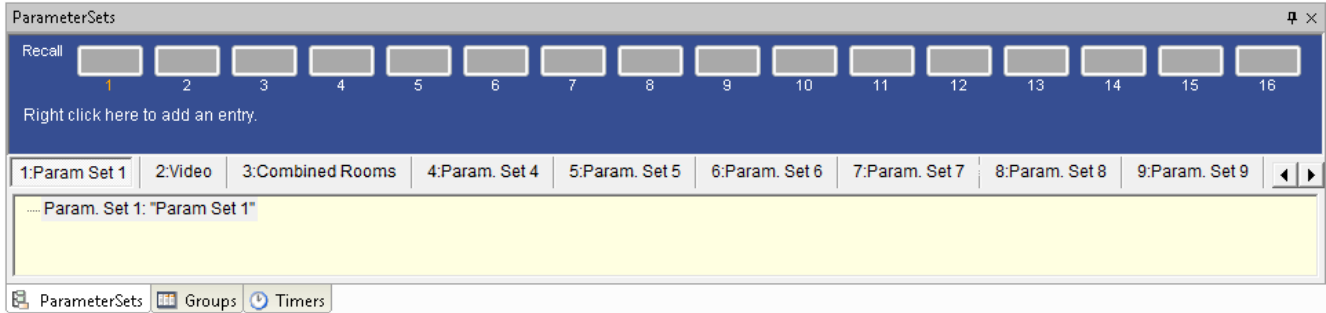 ParameterSets
Recall
1 2 3 4 5 6 7 8 9 10 11 12 13 14 15 16
Right click here to add an entry.
1:Param Set 1 2:Video 3:Combined Rooms 4:Param. Set 4 5:Param. Set 5 6:Param. Set 6 7:Param. Set 7 8:Param. Set 8 9:Param. Set 9
Param. Set 1: "Param Set 1"
ParameterSets Groups Timers